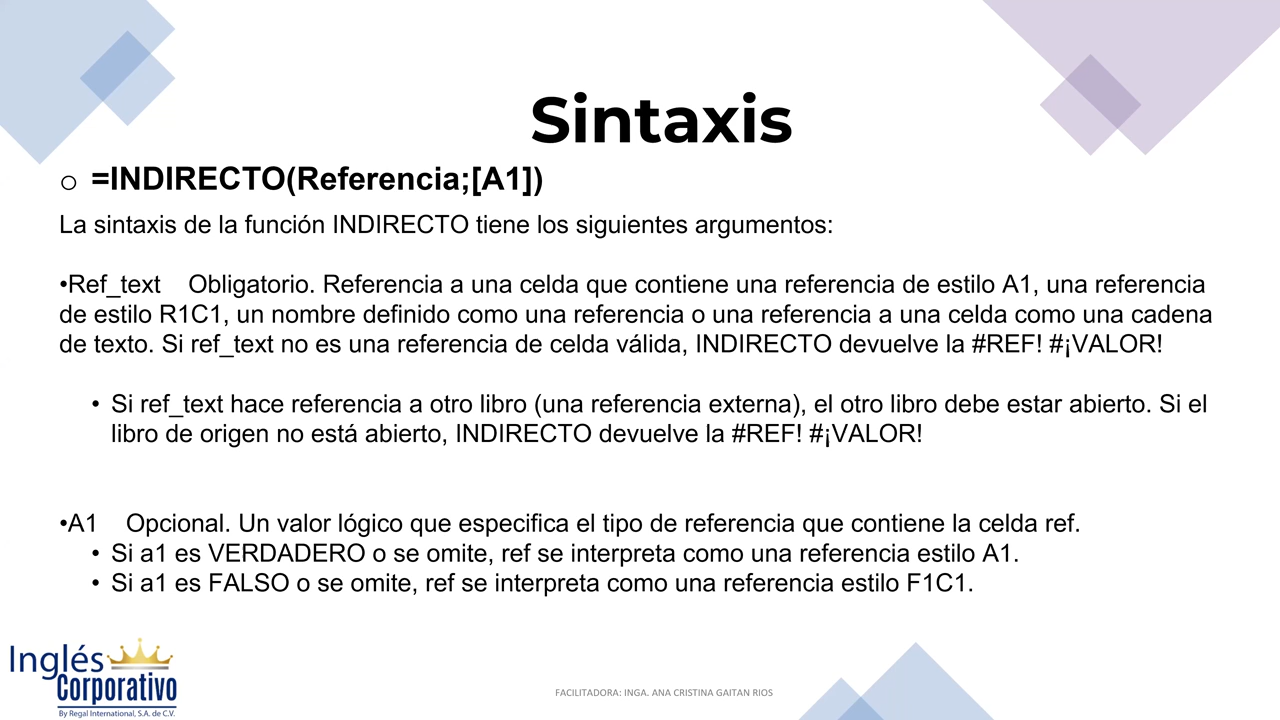 Sintaxis
o =INDIRECTO(Referencia;[A1])
La sintaxis de la función INDIRECTO tiene los siguientes argumentos:
•Ref_text Obligatorio. Referencia a una celda que contiene una referencia de estilo A1, una referencia
de estilo R1C1, un nombre definido como una referencia o una referencia a una celda como una cadena
de texto. Si ref_text no es una referencia de celda válida, INDIRECTO devuelve la #REF! #¡VALOR!
• Si ref_text hace referencia a otro libro (una referencia externa), el otro libro debe estar abierto. Si el
libro de origen no está abierto, INDIRECTO devuelve la #REF! #¡VALOR!
•A1 Opcional. Un valor lógico que especifica el tipo de referencia que contiene la celda ref.
• Si a1 es VERDADERO o se omite, ref se interpreta como una referencia estilo A1.
• Si a1 es FALSO o se omite, ref se interpreta como una referencia estilo F1C1.
Inglés
Corporativo
By Regal International, S.A. de C.V.
FACILITADORA: INGA. ANA CRISTINA GAITAN RIOS